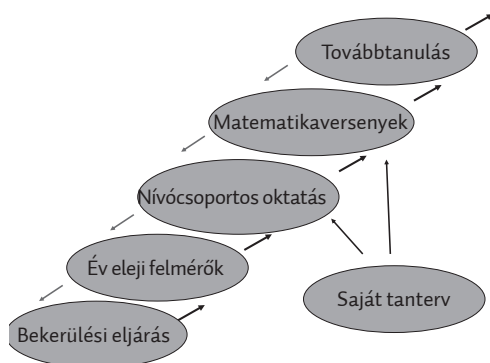 Továbbtanulás
Matematikaversenyek
Nívócsoportos oktatás
Év eleji felmérők
Saját tanterv
Bekerülési eljárás